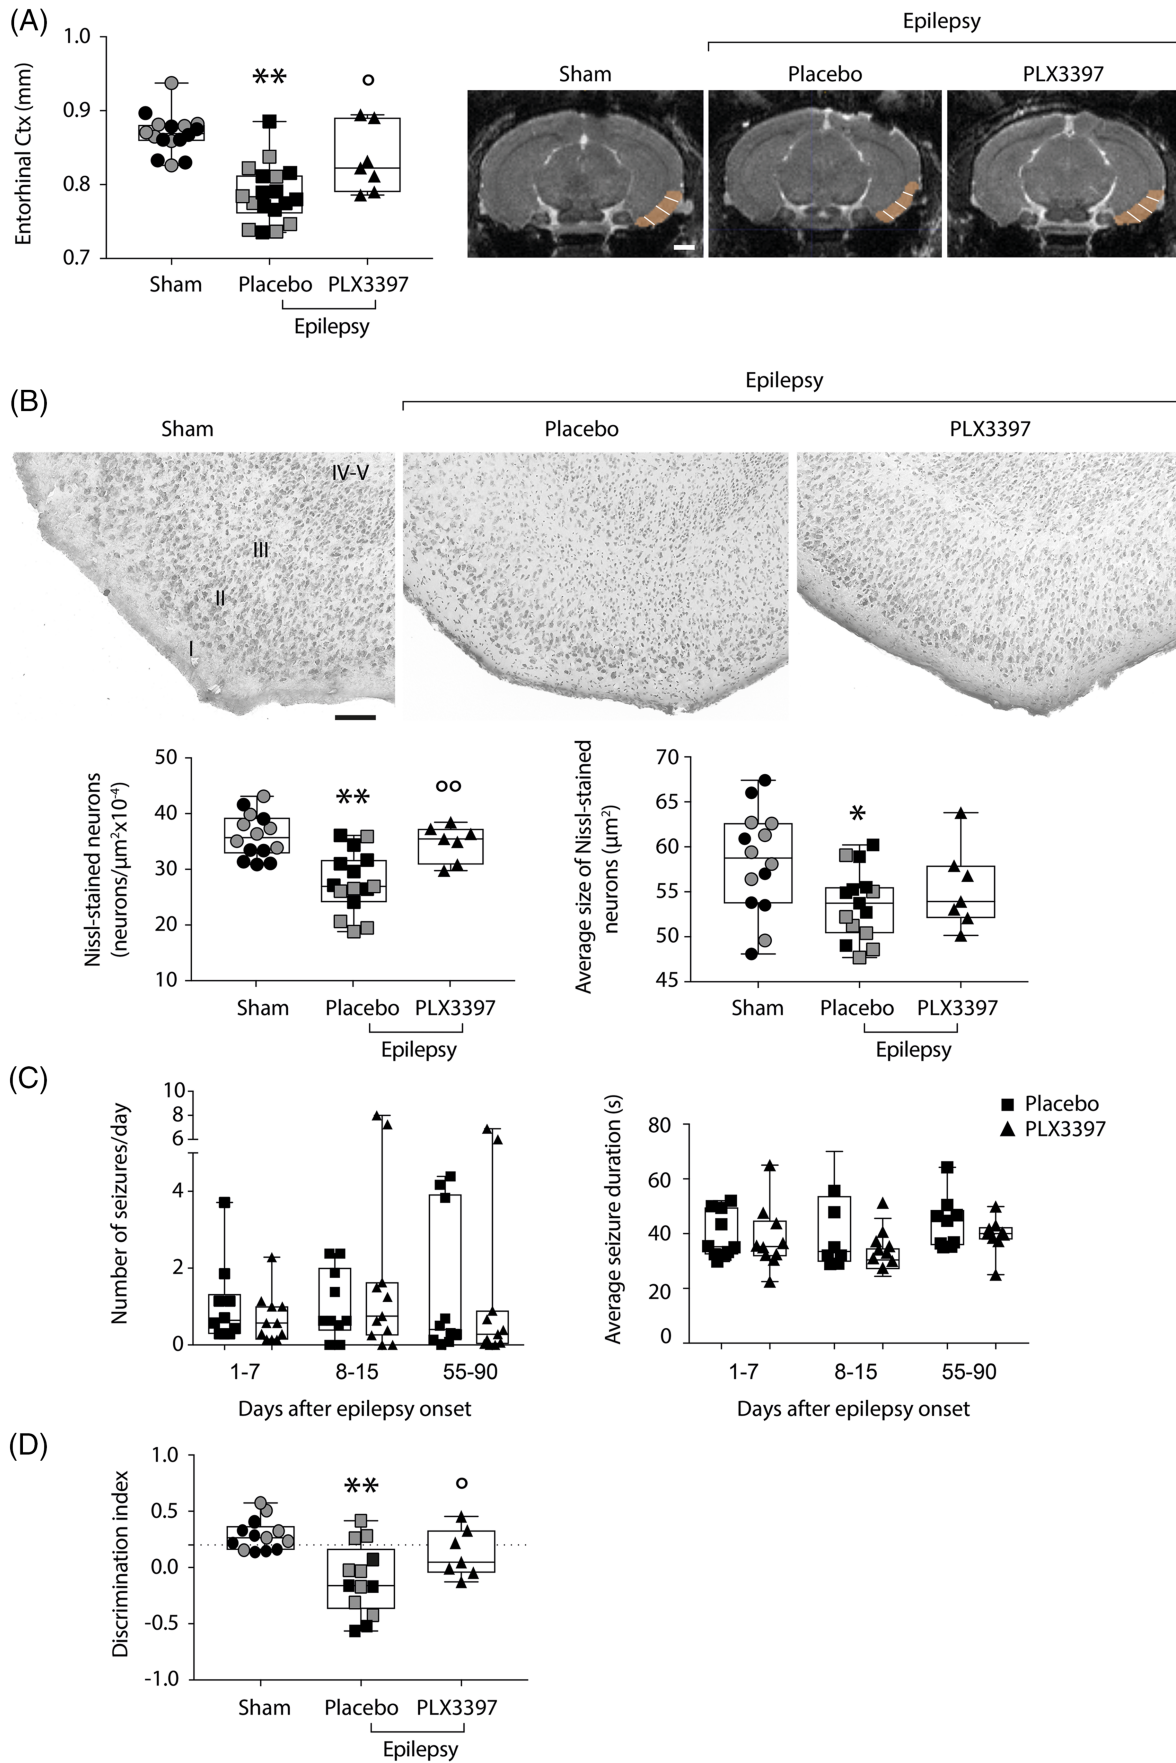 (A)
Entorhinal Ctx (mm)
1.0
0.9
0.8
0.7
**
°
Sham Placebo PLX3397
Epilepsy
Epilepsy
Sham Placebo PLX3397
(B)
Epilepsy
Sham Placebo PLX3397
IV-V
III
II
I
Nissl-stained neurons
(neurons/µm²x10⁻⁴)
50
40
30
20
10
**
°°
Sham Placebo PLX3397
Epilepsy
Average size of Nissl-stained
neurons (µm²)
70
65
60
55
50
45
*
Sham Placebo PLX3397
Epilepsy
(C)
Number of seizures/day
10
8
6
4
2
0
1-7 8-15 55-90
Days after epilepsy onset
Average seizure duration (s)
80
60
40
20
0
Placebo
PLX3397
1-7 8-15 55-90
Days after epilepsy onset
(D)
Discrimination index
1.0
0.5
0.0
-0.5
-1.0
**
°
Sham Placebo PLX3397
Epilepsy